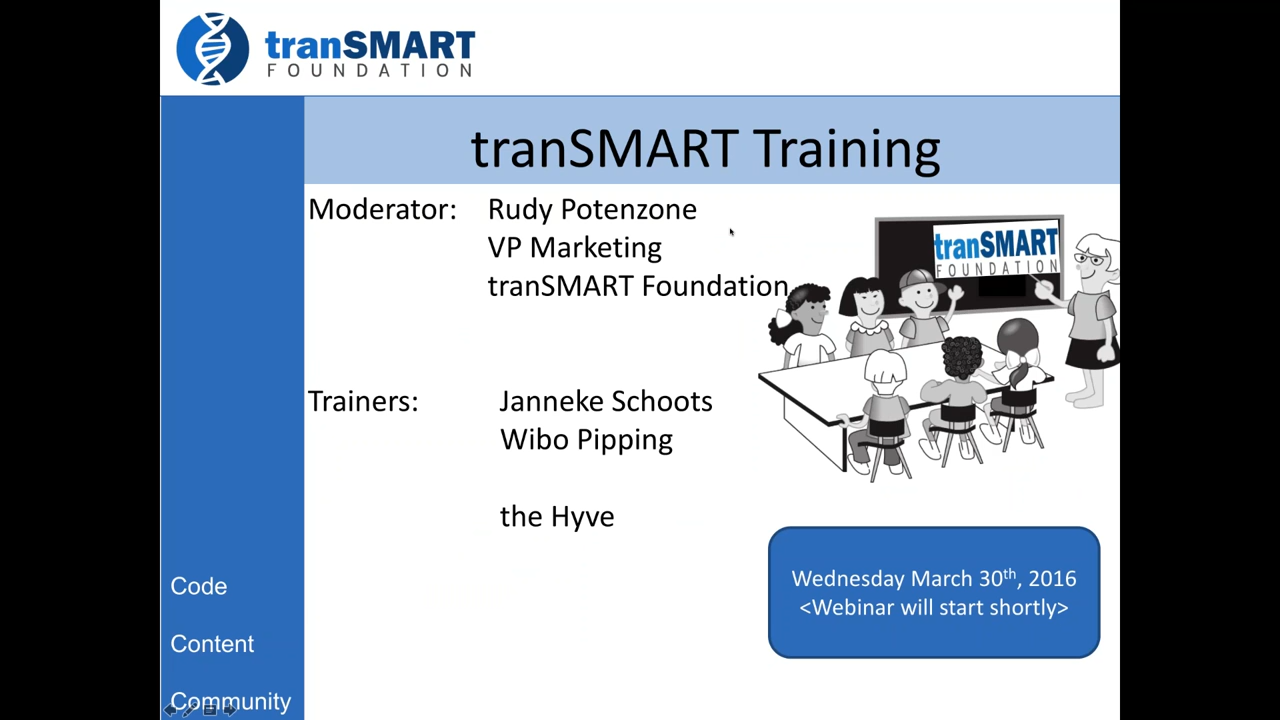 tranSMART
FOUNDATION
tranSMART Training
Moderator: Rudy Potenzone
VP Marketing
tranSMART Foundation
tranSMART
FOUNDATION
Trainers: Janneke Schoots
Wibo Pipping
the Hyve
Wednesday March 30th, 2016
<Webinar will start shortly>
Code
Content
Community